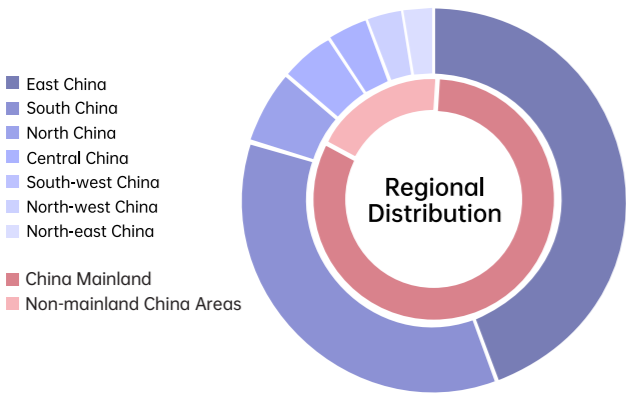 East China
South China
North China
Central China
South-west China
North-west China
North-east China
China Mainland
Non-mainland China Areas
Regional
Distribution